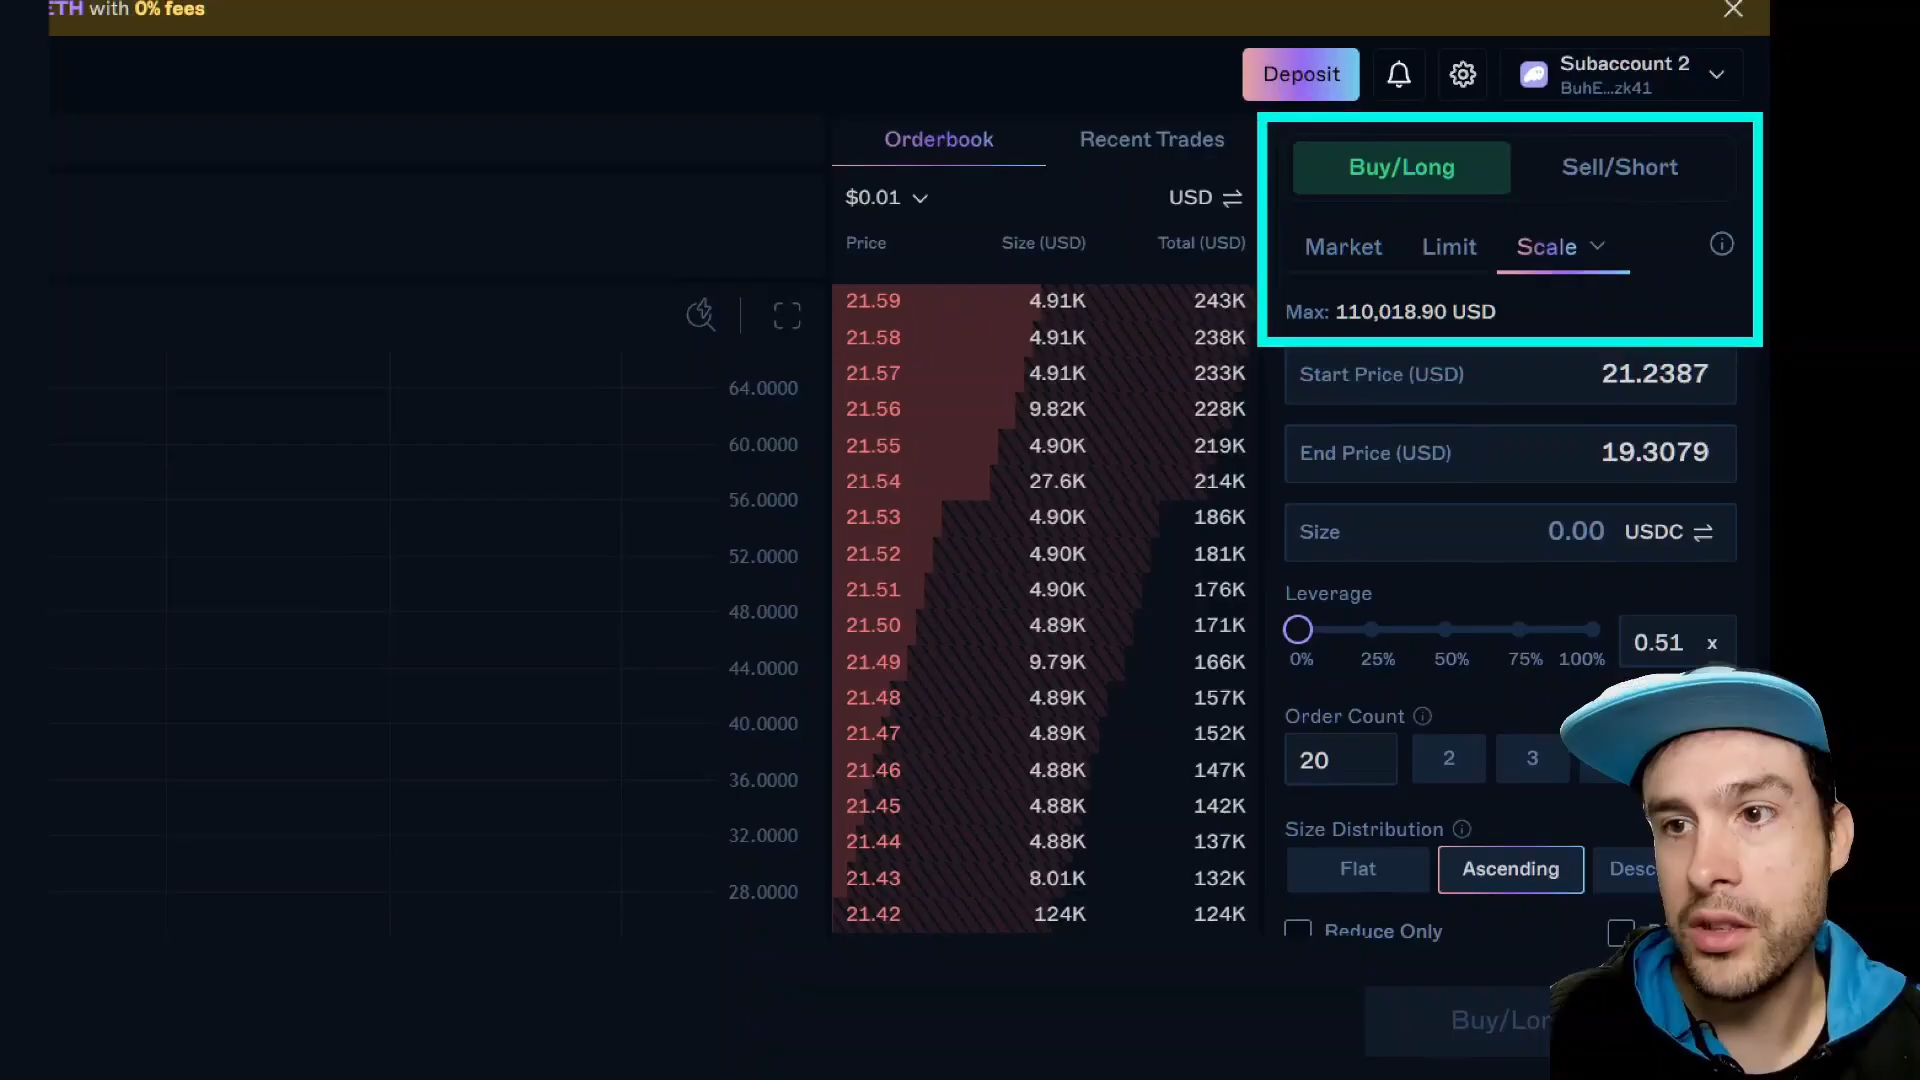 ETH with 0% fees
Deposit
Subaccount 2
BuhE...zk41
Orderbook
Recent Trades
$0.01
USD
Price
Size (USD)
Total (USD)
21.59 4.91K 243K
21.58 4.91K 238K
21.57 4.91K 233K
21.56 9.82K 228K
21.55 4.90K 219K
21.54 27.6K 214K
21.53 4.90K 186K
21.52 4.90K 181K
21.51 4.90K 176K
21.50 4.89K 171K
21.49 9.79K 166K
21.48 4.89K 157K
21.47 4.89K 152K
21.46 4.88K 147K
21.45 4.88K 142K
21.44 4.88K 137K
21.43 8.01K 132K
21.42 124K 124K
64.0000
60.0000
56.0000
52.0000
48.0000
44.0000
40.0000
36.0000
32.0000
28.0000
Buy/Long
Sell/Short
Market
Limit
Scale
Max: 110,018.90 USD
Start Price (USD) 21.2387
End Price (USD) 19.3079
Size 0.00 USDC
Leverage
0% 25% 50% 75% 100%
0.51 x
Order Count
20 2 3
Size Distribution
Flat Ascending Desc
Reduce Only
Buy/Lon